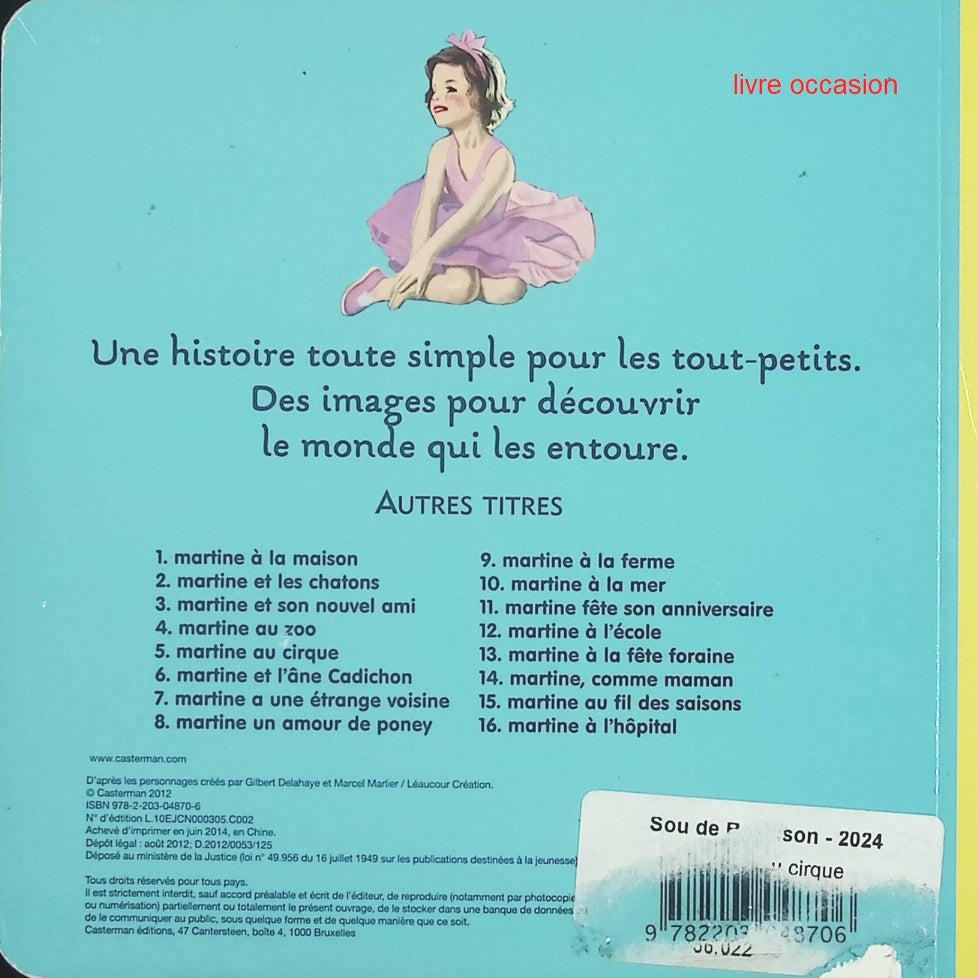 livre occasion
Une histoire toute simple pour les tout-petits.
Des images pour découvrir
le monde qui les entoure.
AUTRES TITRES
1. martine à la maison
2. martine et les chatons
3. martine et son nouvel ami
4. martine au zoo
5. martine au cirque
6. martine et l'âne Cadichon
7. martine a une étrange voisine
8. martine un amour de poney
9. martine à la ferme
10. martine à la mer
11. martine fête son anniversaire
12. martine à l'école
13. martine à la fête foraine
14. martine, comme maman
15. martine au fil des saisons
16. martine à l'hôpital
www.casterman.com
D'après les personnages créés par Gilbert Delahaye et Marcel Marlier / Léaucour Création.
© Casterman 2012
ISBN 978-2-203-04870-6
N° d'édtition L.10EJCN000305.C002
Achevé d'imprimer en juin 2014, en Chine.
Dépôt légal : août 2012; D.2012/0053/125
Déposé au ministère de la Justice (loi n° 49.956 du 16 juillet 1949 sur les publications destinées à la jeunesse)
Tous droits réservés pour tous pays.
Il est strictement interdit, sauf accord préalable et écrit de l'éditeur, de reproduire (notamment par photocopie
ou numérisation) partiellement ou totalement le présent ouvrage, de le stocker dans une banque de données
de le communiquer au public, sous quelque forme et de quelque manière que ce soit.
Casterman éditions, 47 Cantersteen, boîte 4, 1000 Bruxelles
Sou de son - 2024
cirque
9 782203 048706